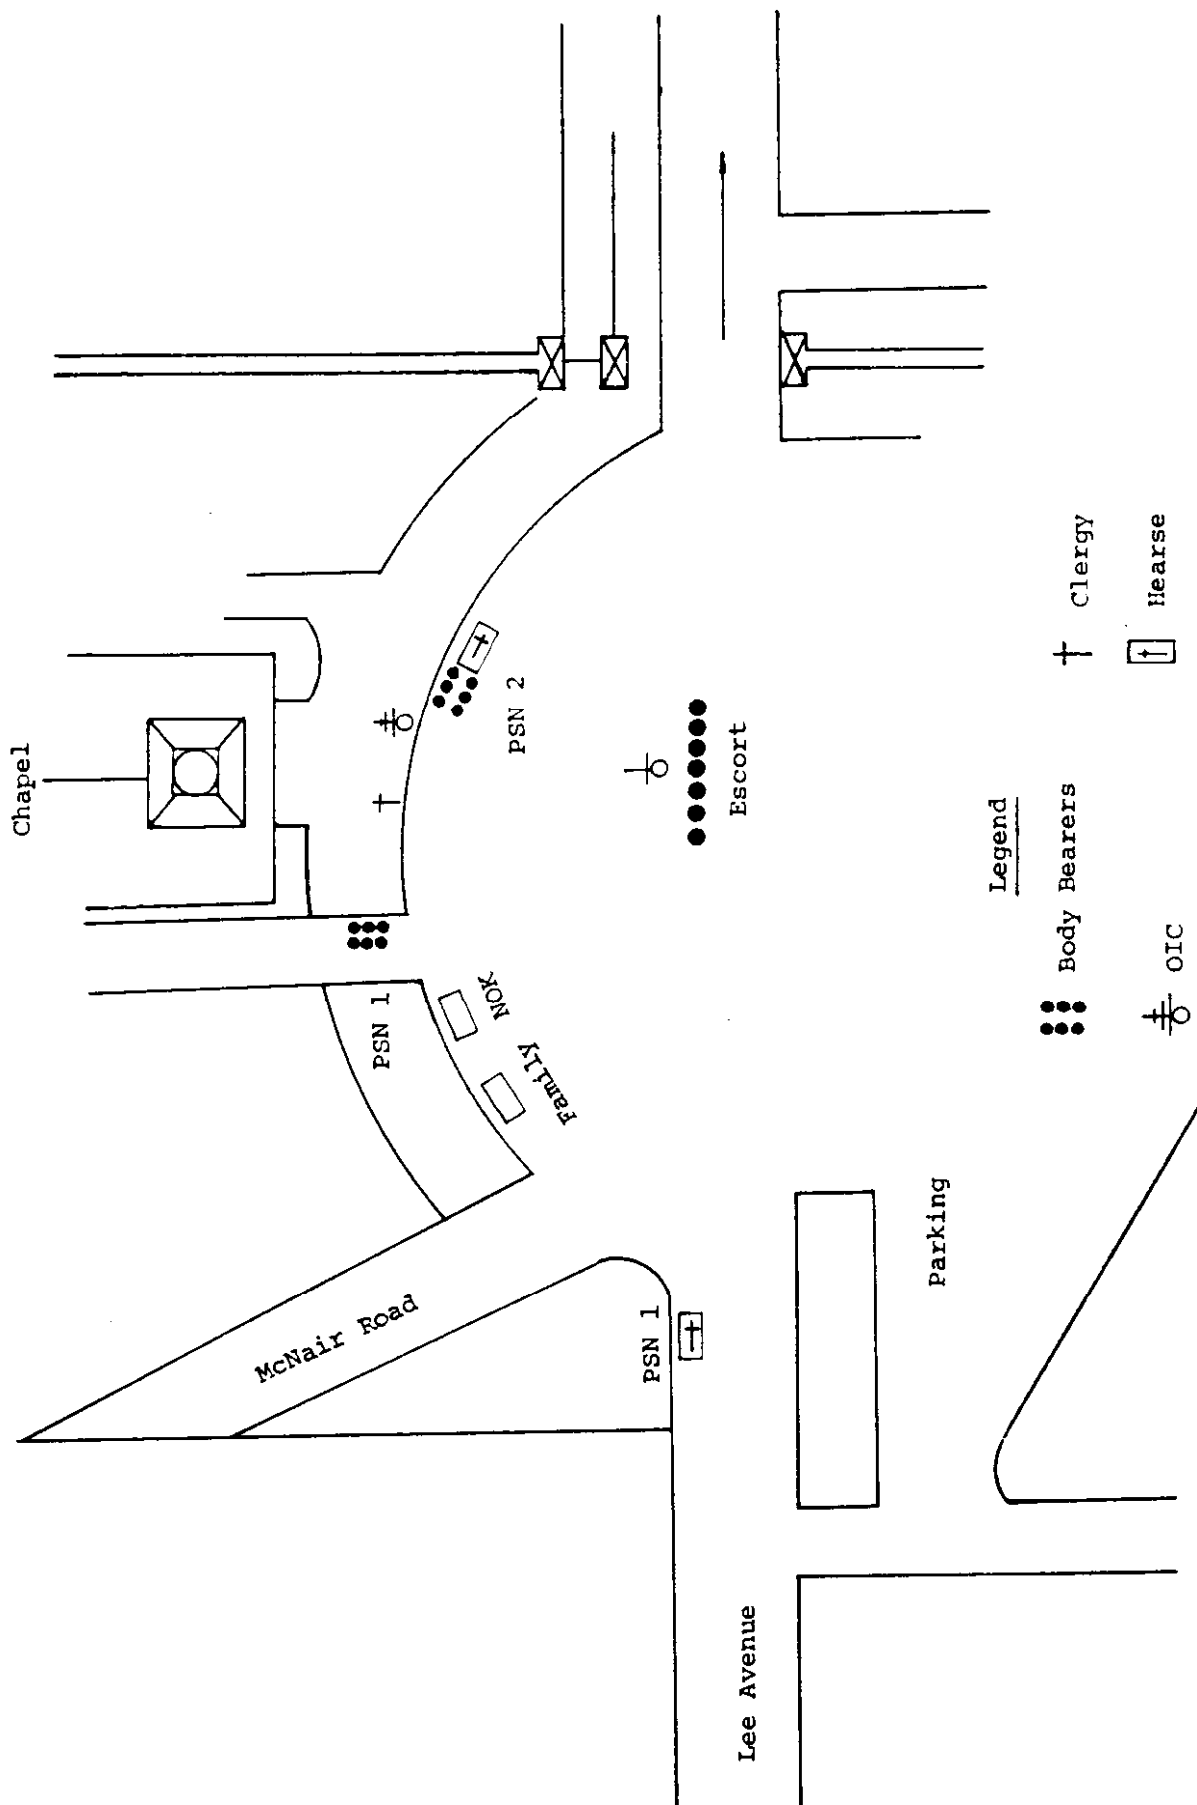 Chapel
PSN 2
Escort
PSN 1
NOK
Family
McNair Road
PSN 1
Parking
Lee Avenue
Legend
Body Bearers
Clergy
OIC
Hearse